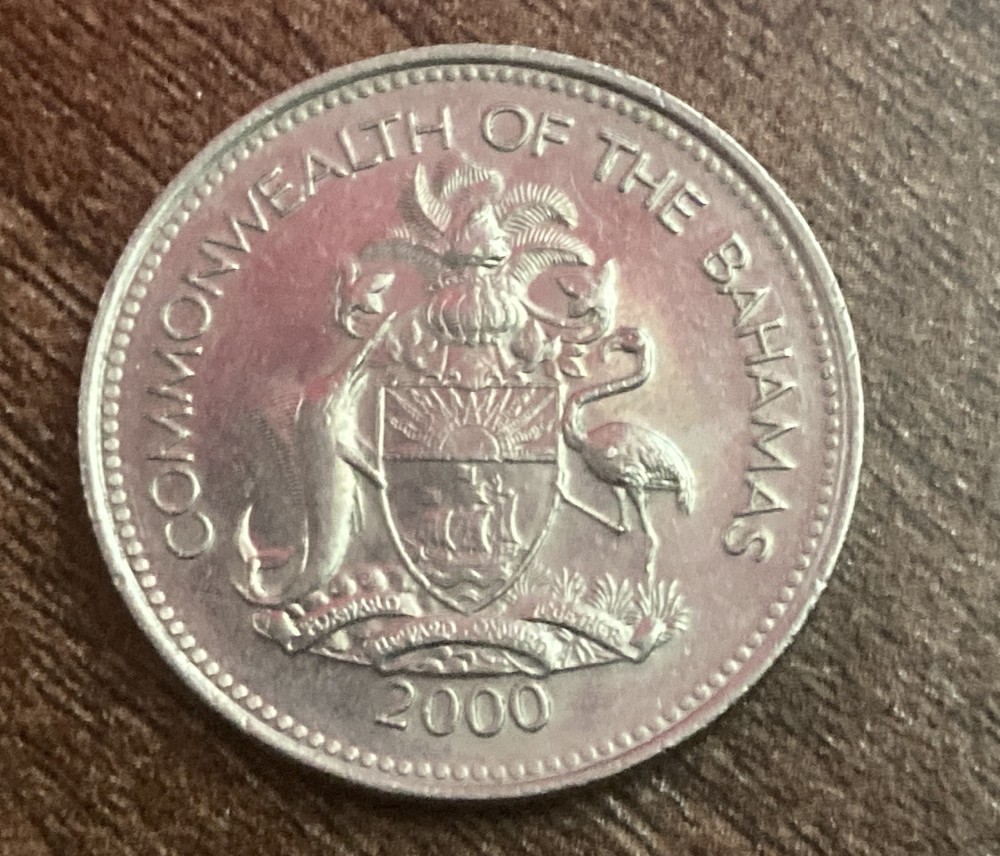 COMMONWEALTH OF THE BAHAMAS
FORWARD UPWARD ONWARD TOGETHER
2000